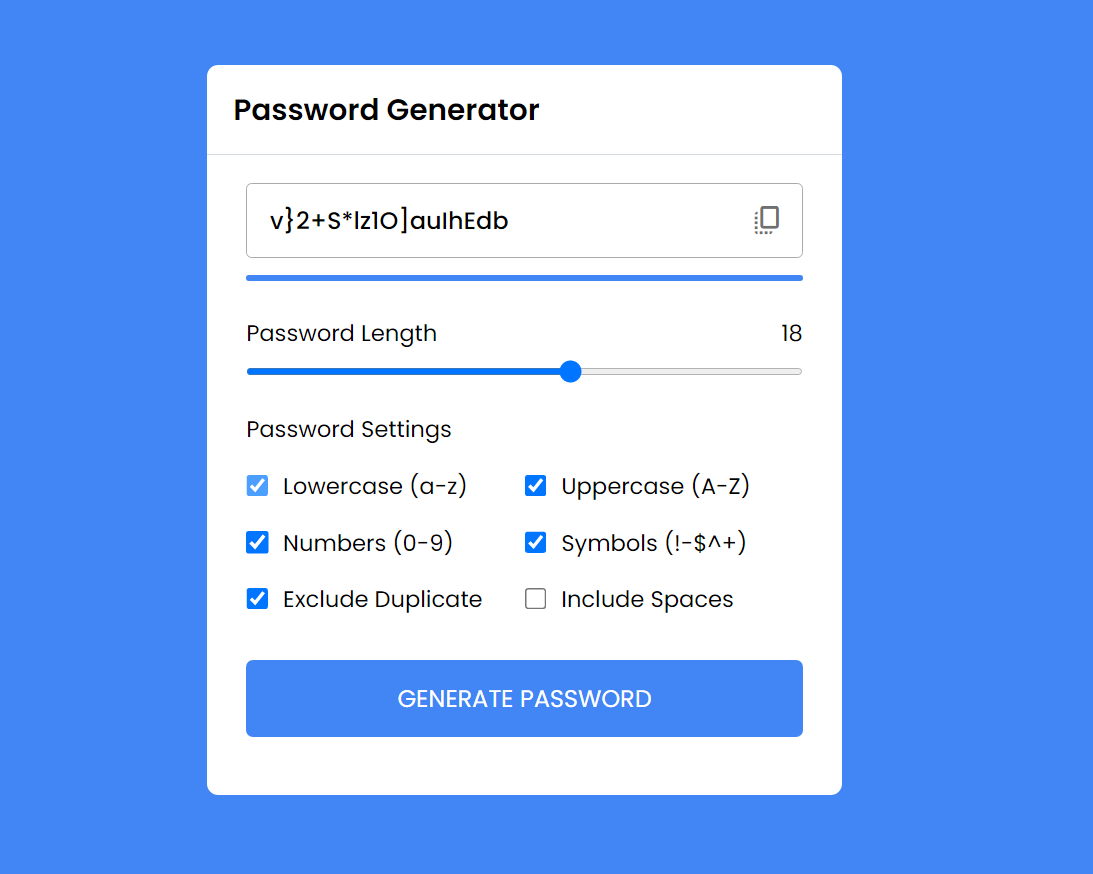 Password Generator
v}2+S*lz1O]auIhEdb
Password Length 18
Password Settings
Lowercase (a-z) Uppercase (A-Z)
Numbers (0-9) Symbols (!-$^+)
Exclude Duplicate Include Spaces
GENERATE PASSWORD